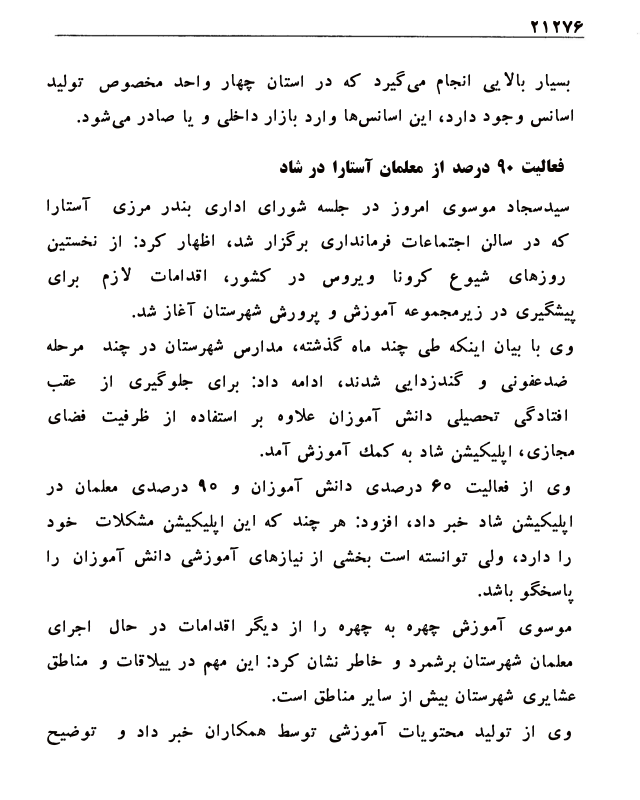 ۲۱۲۷۶
بسیار بالایی انجام می‌گیرد که در استان چهار واحد مخصوص تولید
اسانس وجود دارد، این اسانس‌ها وارد بازار داخلی و یا صادر می‌شود.
فعالیت ۹۰ درصد از معلمان آستارا در شاد
سیدسجاد موسوی امروز در جلسه شورای اداری بندر مرزی آستارا
که در سالن اجتماعات فرمانداری برگزار شد، اظهار کرد: از نخستین
روزهای شیوع کرونا ویروس در کشور، اقدامات لازم برای
پیشگیری در زیرمجموعه آموزش و پرورش شهرستان آغاز شد.
وی با بیان اینکه طی چند ماه گذشته، مدارس شهرستان در چند مرحله
ضدعفونی و گندزدایی شدند، ادامه داد: برای جلوگیری از عقب
افتادگی تحصیلی دانش آموزان علاوه بر استفاده از ظرفیت فضای
مجازی، اپلیکیشن شاد به کمك آموزش آمد.
وی از فعالیت ۶۰ درصدی دانش آموزان و ۹۰ درصدی معلمان در
اپلیکیشن شاد خبر داد، افزود: هر چند که این اپلیکیشن مشکلات خود
را دارد، ولی توانسته است بخشی از نیازهای آموزشی دانش آموزان را
پاسخگو باشد.
موسوی آموزش چهره به چهره را از دیگر اقدامات در حال اجرای
معلمان شهرستان برشمرد و خاطر نشان کرد: این مهم در ییلاقات و مناطق
عشایری شهرستان بیش از سایر مناطق است.
وی از تولید محتویات آموزشی توسط همکاران خبر داد و توضیح